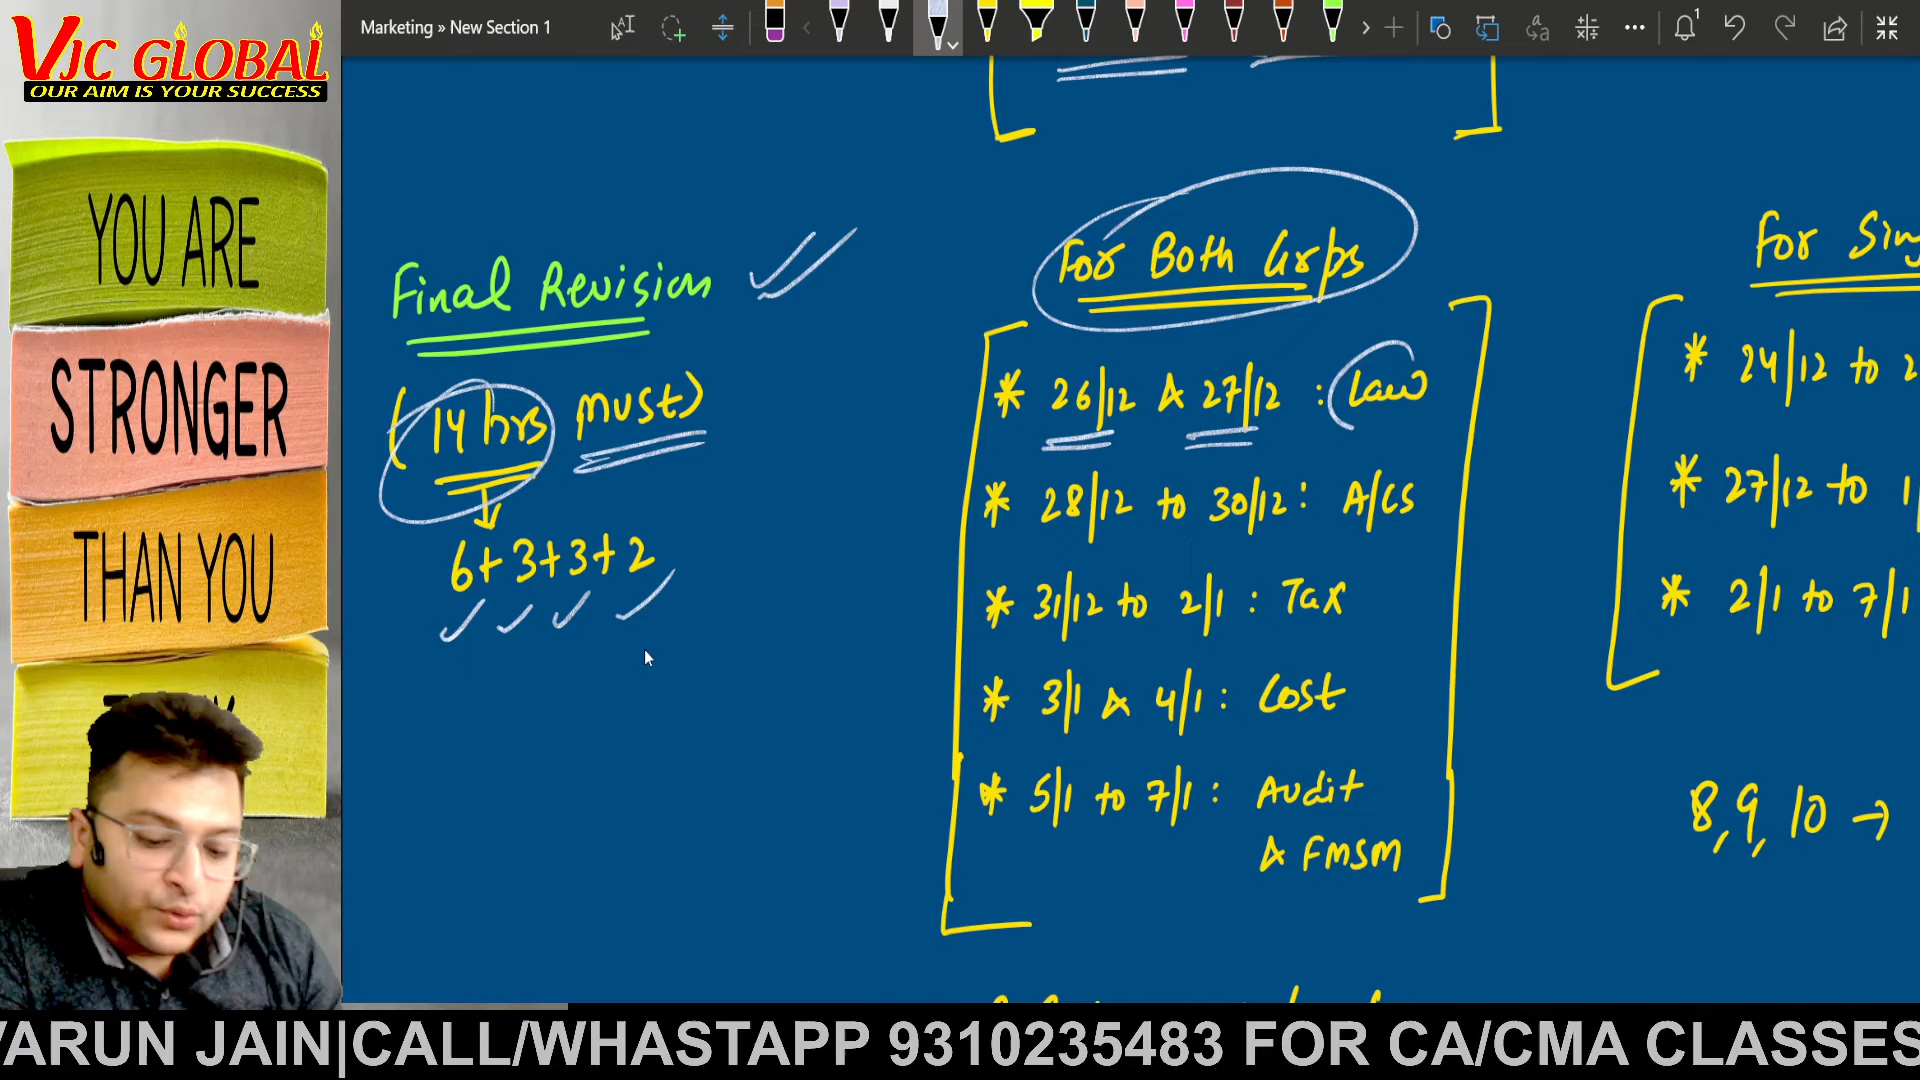 VJC GLOBAL
OUR AIM IS YOUR SUCCESS
YOU ARE
STRONGER
THAN YOU
Marketing » New Section 1
Final Revision
(14 hrs must)
6+3+3+2
For Both Grps
* 26/12 & 27/12 : Law
* 28/12 to 30/12 : A/cs
* 31/12 to 2/1 : Tax
* 3/1 & 4/1 : Cost
* 5/1 to 7/1 : Audit
& FMSM
For Sin
* 24/12 to 2
* 27/12 to 1
* 2/1 to 7/1
8, 9, 10 →
VARUN JAIN|CALL/WHASTAPP 9310235483 FOR CA/CMA CLASSES